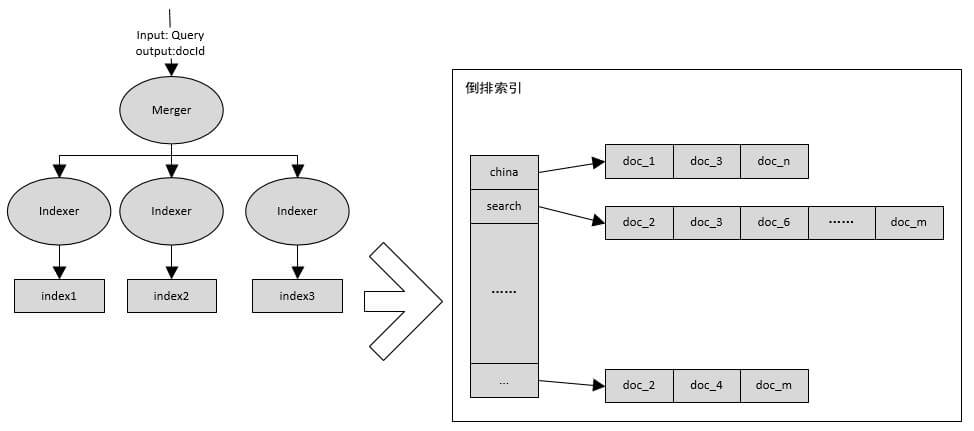 Input: Query
output:docId
Merger
Indexer
Indexer
Indexer
index1
index2
index3
倒排索引
china
doc_1
doc_3
doc_n
search
doc_2
doc_3
doc_6
……
doc_m
……
...
doc_2
doc_4
doc_m